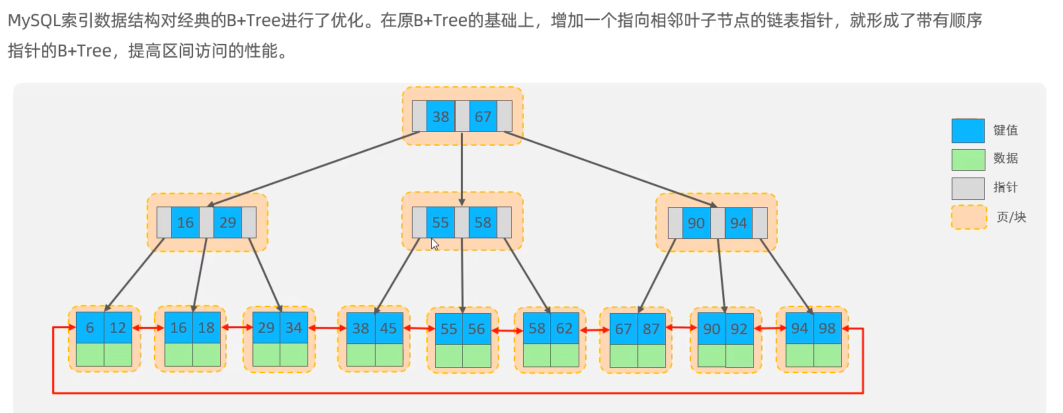 MySQL索引数据结构对经典的B+Tree进行了优化。在原B+Tree的基础上，增加一个指向相邻叶子节点的链表指针，就形成了带有顺序
指针的B+Tree，提高区间访问的性能。
38 67
键值
数据
指针
页/块
16 29
55 58
90 94
6 12
16 18
29 34
38 45
55 56
58 62
67 87
90 92
94 98